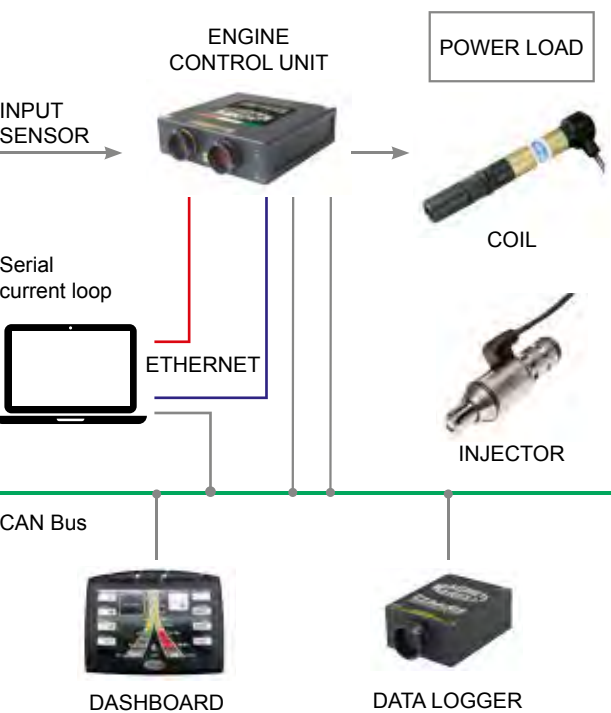 ENGINE
CONTROL UNIT
POWER LOAD
INPUT
SENSOR
COIL
Serial
current loop
ETHERNET
INJECTOR
CAN Bus
DASHBOARD
DATA LOGGER